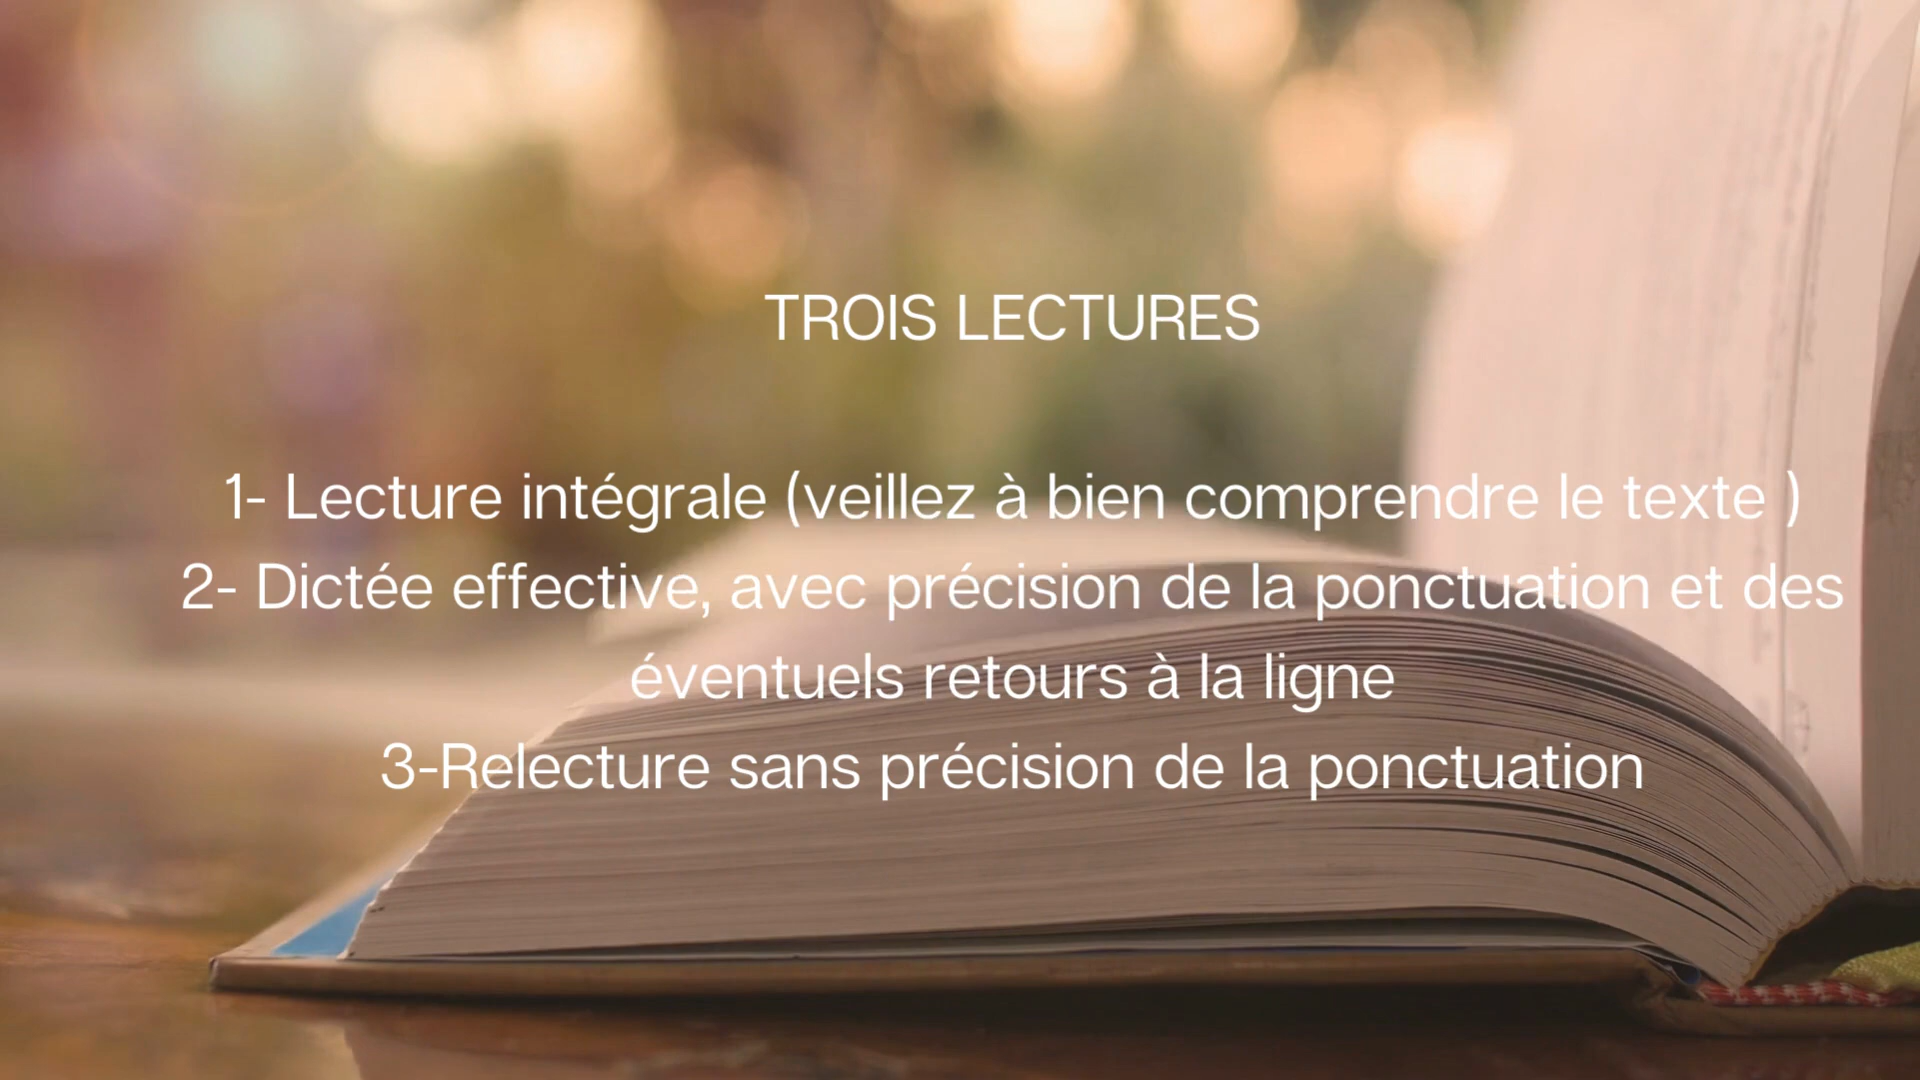 TROIS LECTURES
1- Lecture intégrale (veillez à bien comprendre le texte )
2- Dictée effective, avec précision de la ponctuation et des
éventuels retours à la ligne
3-Relecture sans précision de la ponctuation